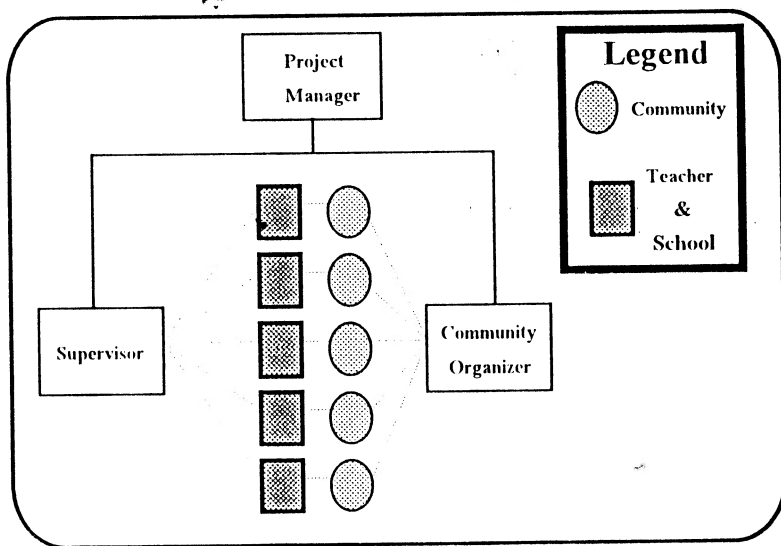 Project
Manager
Legend
Community
Teacher
&
School
Supervisor
Community
Organizer